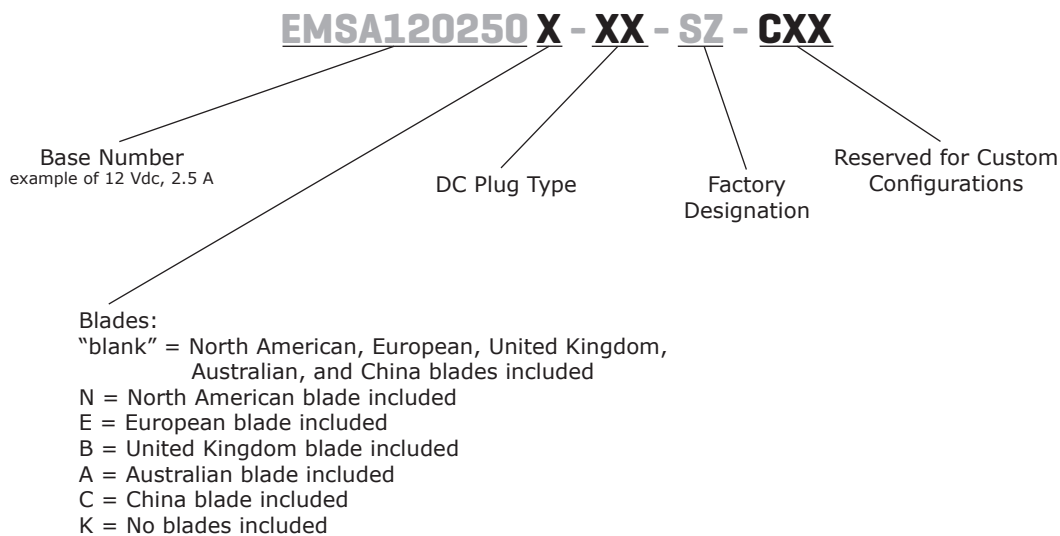 EMSA120250 X - XX - SZ - CXX
Base Number
example of 12 Vdc, 2.5 A
DC Plug Type
Factory
Designation
Reserved for Custom
Configurations
Blades:
“blank” = North American, European, United Kingdom,
Australian, and China blades included
N = North American blade included
E = European blade included
B = United Kingdom blade included
A = Australian blade included
C = China blade included
K = No blades included